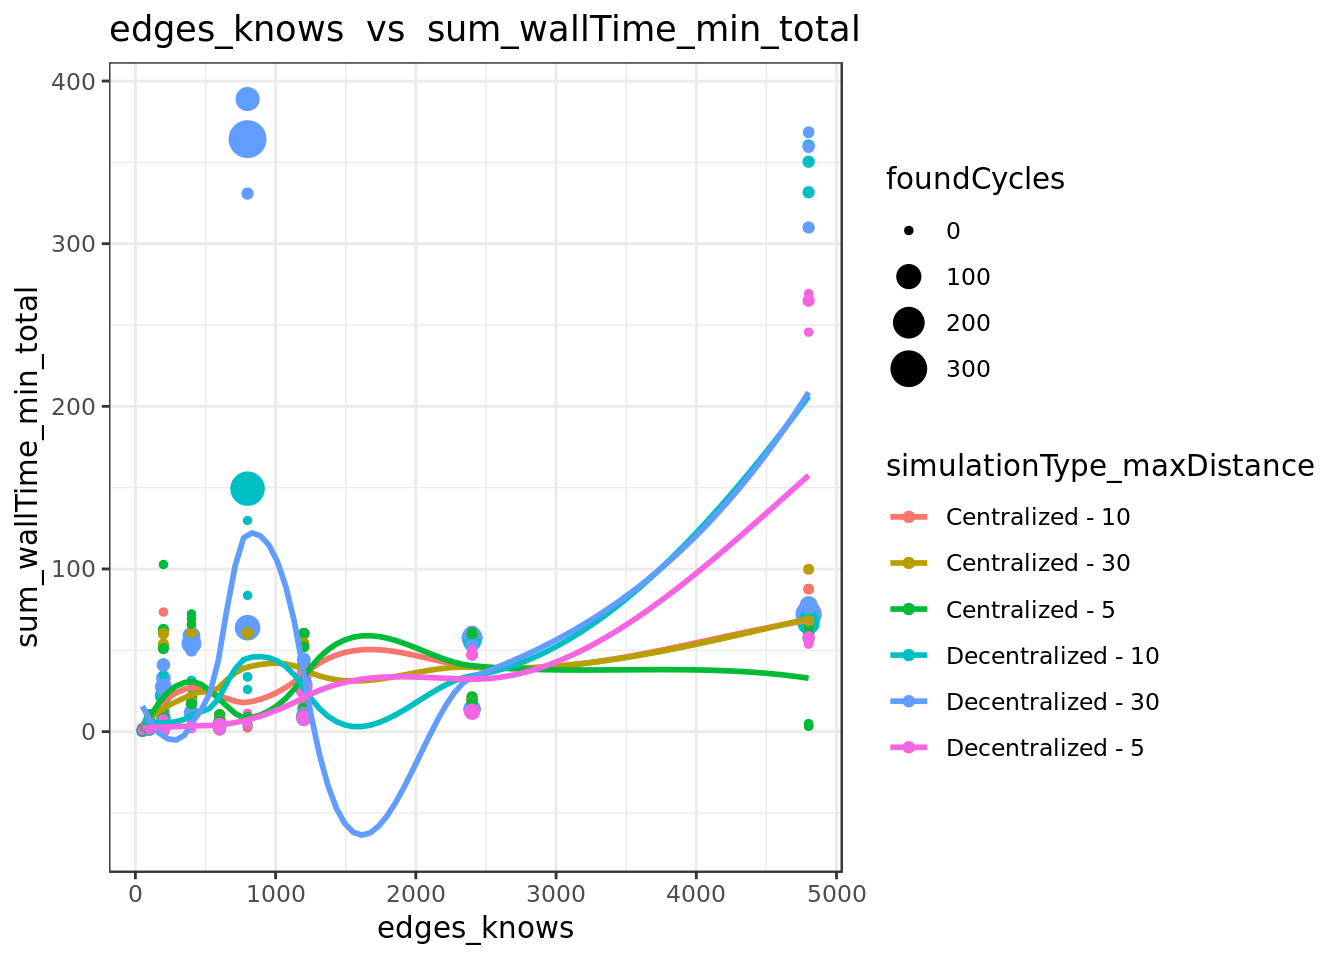 edges_knows vs sum_wallTime_min_total
sum_wallTime_min_total
400
300
200
100
0
0
1000
2000
3000
4000
5000
edges_knows
foundCycles
0
100
200
300
simulationType_maxDistance
Centralized - 10
Centralized - 30
Centralized - 5
Decentralized - 10
Decentralized - 30
Decentralized - 5